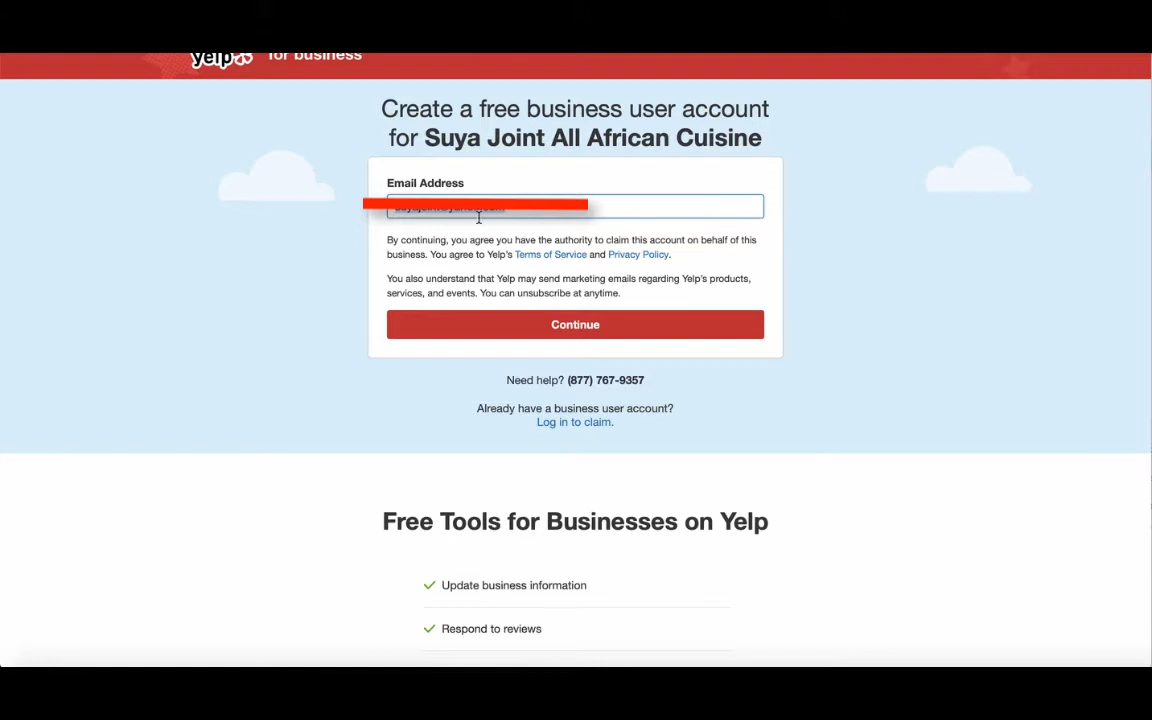 yelp for business
Create a free business user account
for Suya Joint All African Cuisine
Email Address
By continuing, you agree you have the authority to claim this account on behalf of this
business. You agree to Yelp's Terms of Service and Privacy Policy.
You also understand that Yelp may send marketing emails regarding Yelp's products,
services, and events. You can unsubscribe at anytime.
Continue
Need help? (877) 767-9357
Already have a business user account?
Log in to claim.
Free Tools for Businesses on Yelp
Update business information
Respond to reviews